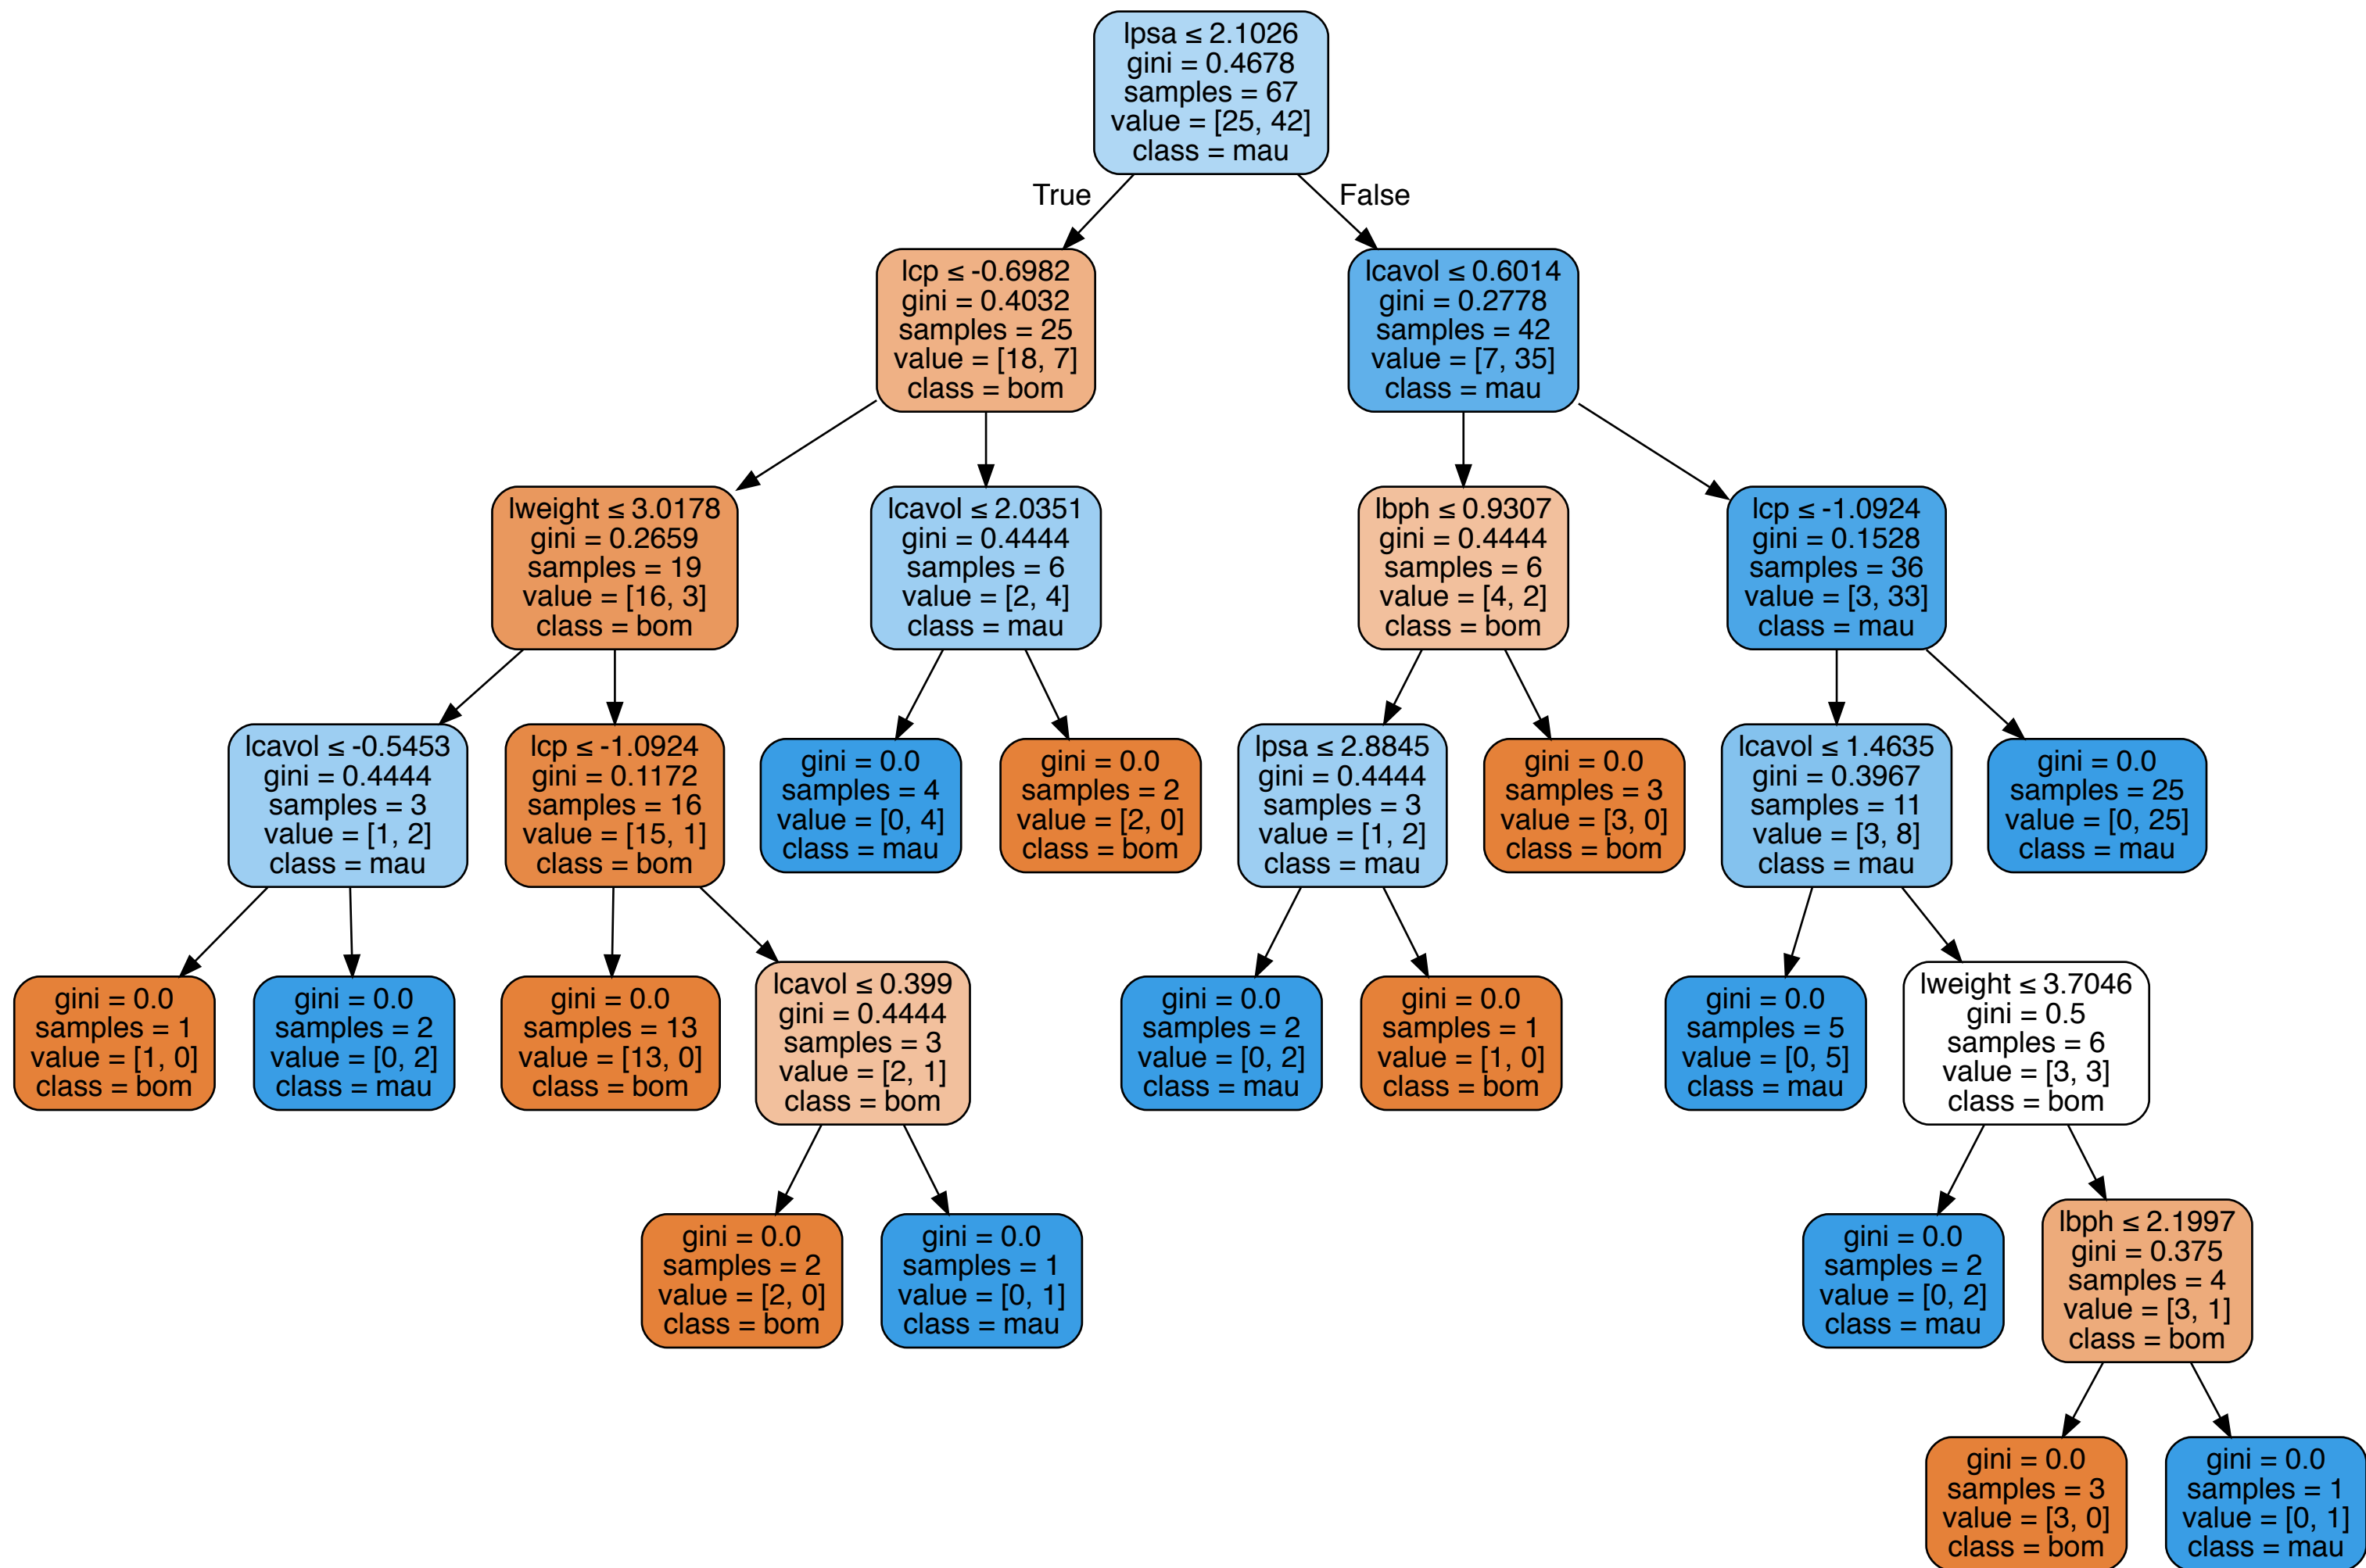 lpsa ≤ 2.1026
gini = 0.4678
samples = 67
value = [25, 42]
class = mau
True
False
lcp ≤ -0.6982
gini = 0.4032
samples = 25
value = [18, 7]
class = bom
lcavol ≤ 0.6014
gini = 0.2778
samples = 42
value = [7, 35]
class = mau
lweight ≤ 3.0178
gini = 0.2659
samples = 19
value = [16, 3]
class = bom
lcavol ≤ 2.0351
gini = 0.4444
samples = 6
value = [2, 4]
class = mau
lbph ≤ 0.9307
gini = 0.4444
samples = 6
value = [4, 2]
class = bom
lcp ≤ -1.0924
gini = 0.1528
samples = 36
value = [3, 33]
class = mau
lcavol ≤ -0.5453
gini = 0.4444
samples = 3
value = [1, 2]
class = mau
lcp ≤ -1.0924
gini = 0.1172
samples = 16
value = [15, 1]
class = bom
gini = 0.0
samples = 4
value = [0, 4]
class = mau
gini = 0.0
samples = 2
value = [2, 0]
class = bom
lpsa ≤ 2.8845
gini = 0.4444
samples = 3
value = [1, 2]
class = mau
gini = 0.0
samples = 3
value = [3, 0]
class = bom
lcavol ≤ 1.4635
gini = 0.3967
samples = 11
value = [3, 8]
class = mau
gini = 0.0
samples = 25
value = [0, 25]
class = mau
gini = 0.0
samples = 1
value = [1, 0]
class = bom
gini = 0.0
samples = 2
value = [0, 2]
class = mau
gini = 0.0
samples = 13
value = [13, 0]
class = bom
lcavol ≤ 0.399
gini = 0.4444
samples = 3
value = [2, 1]
class = bom
gini = 0.0
samples = 2
value = [0, 2]
class = mau
gini = 0.0
samples = 1
value = [1, 0]
class = bom
gini = 0.0
samples = 5
value = [0, 5]
class = mau
lweight ≤ 3.7046
gini = 0.5
samples = 6
value = [3, 3]
class = bom
gini = 0.0
samples = 2
value = [2, 0]
class = bom
gini = 0.0
samples = 1
value = [0, 1]
class = mau
gini = 0.0
samples = 2
value = [0, 2]
class = mau
lbph ≤ 2.1997
gini = 0.375
samples = 4
value = [3, 1]
class = bom
gini = 0.0
samples = 3
value = [3, 0]
class = bom
gini = 0.0
samples = 1
value = [0, 1]
class = mau